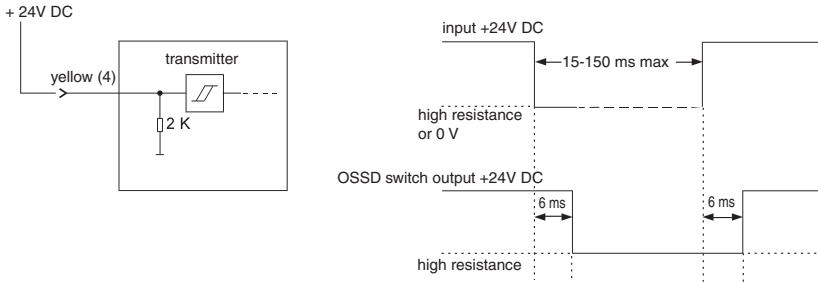 + 24V DC
transmitter
yellow (4)
2 K
input +24V DC
15-150 ms max
high resistance
or 0 V
OSSD switch output +24V DC
6 ms
6 ms
high resistance